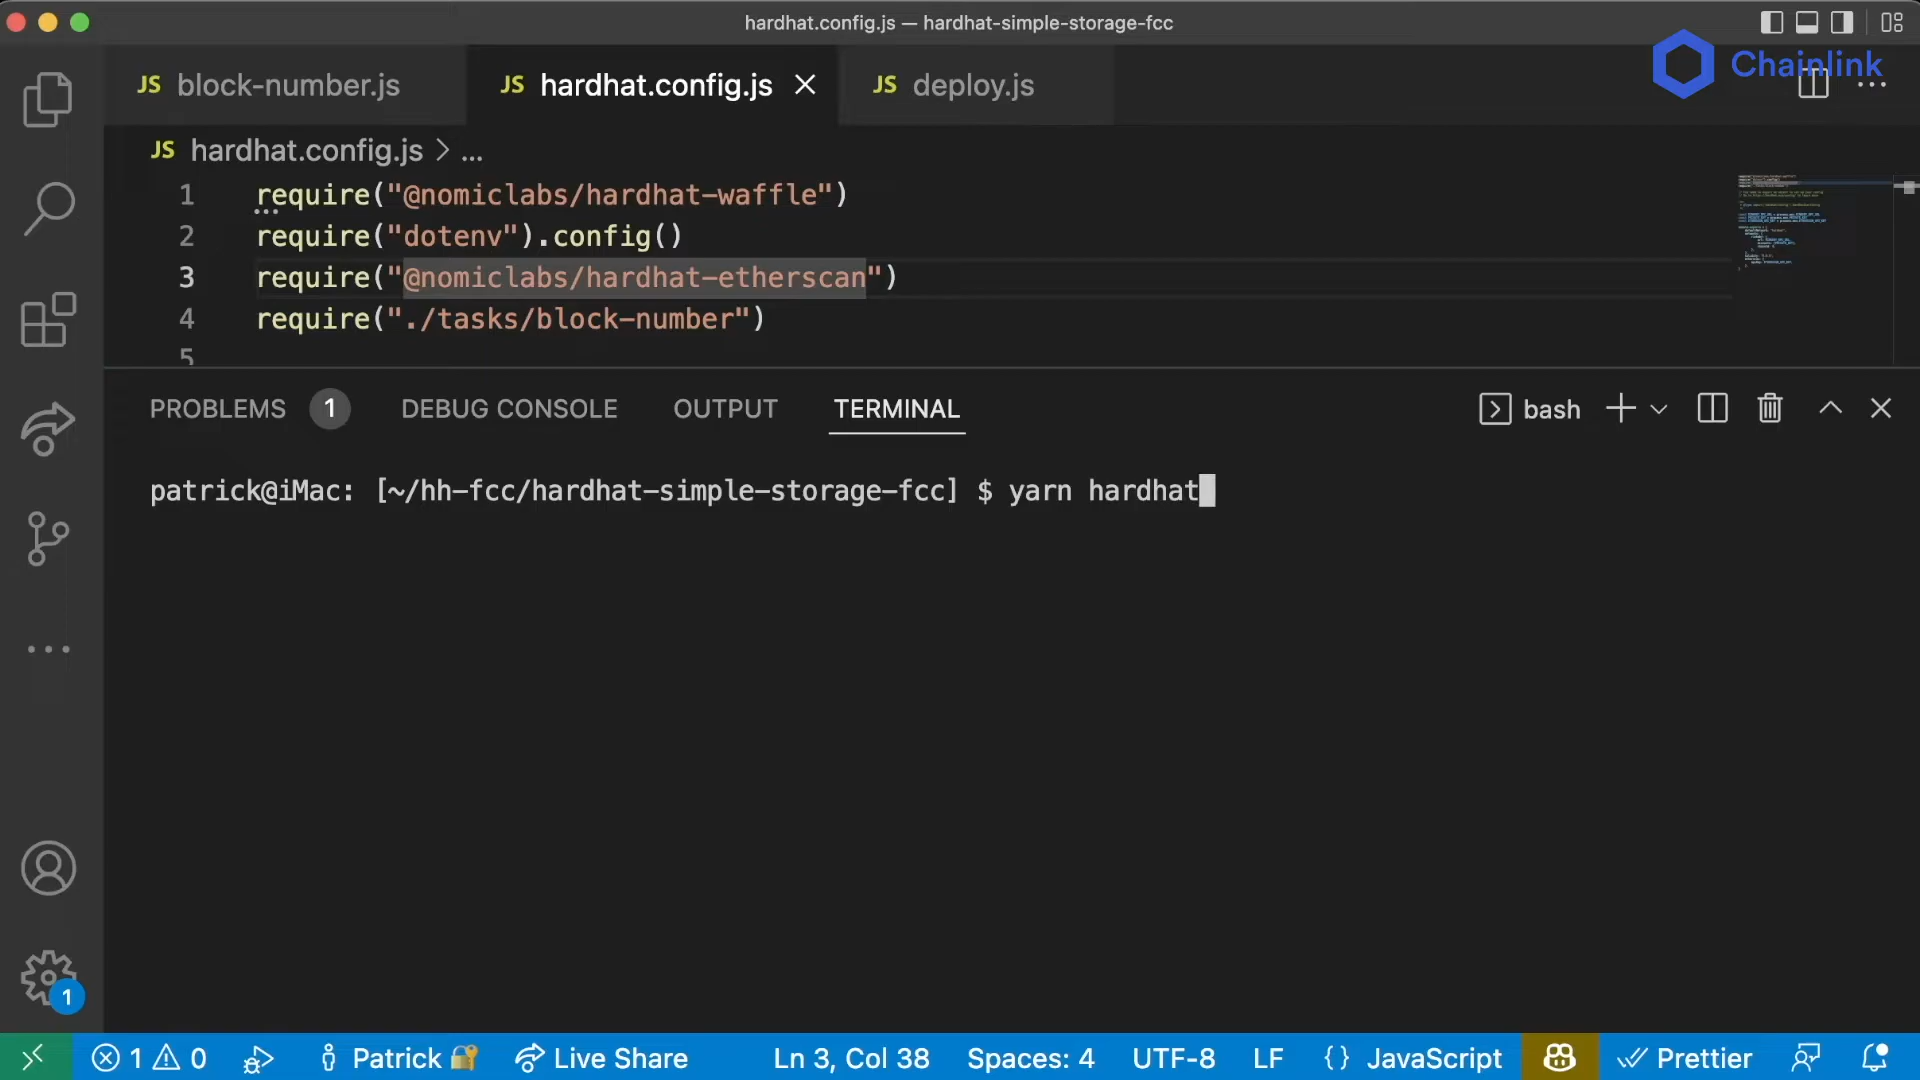 hardhat.config.js — hardhat-simple-storage-fcc
Chainlink
JS block-number.js
JS hardhat.config.js
JS deploy.js
JS hardhat.config.js > ...
1 require("@nomiclabs/hardhat-waffle")
2 require("dotenv").config()
3 require("@nomiclabs/hardhat-etherscan")
4 require("./tasks/block-number")
5
PROBLEMS 1 DEBUG CONSOLE OUTPUT TERMINAL bash
patrick@iMac: [~/hh-fcc/hardhat-simple-storage-fcc] $ yarn hardhat
1
1 0 Patrick Live Share Ln 3, Col 38 Spaces: 4 UTF-8 LF {} JavaScript Prettier